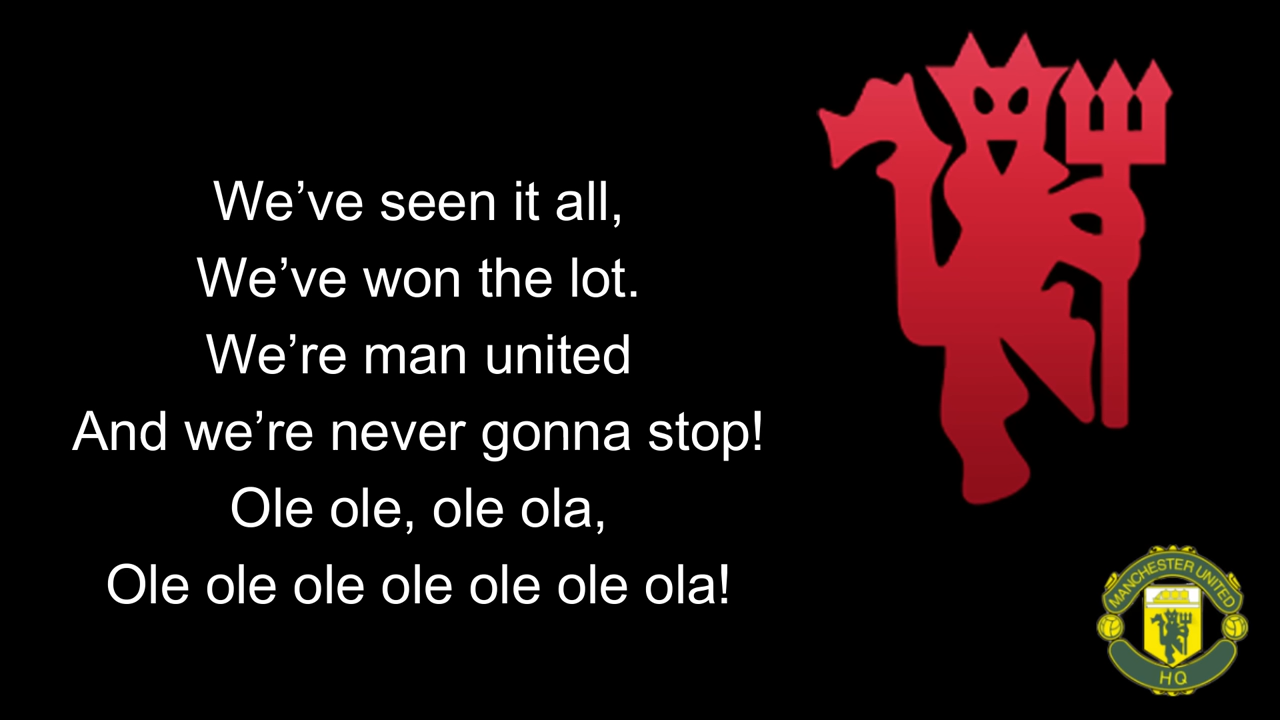 We’ve seen it all,
We’ve won the lot.
We’re man united
And we’re never gonna stop!
Ole ole, ole ola,
Ole ole ole ole ole ole ola!
MANCHESTER UNITED
HQ